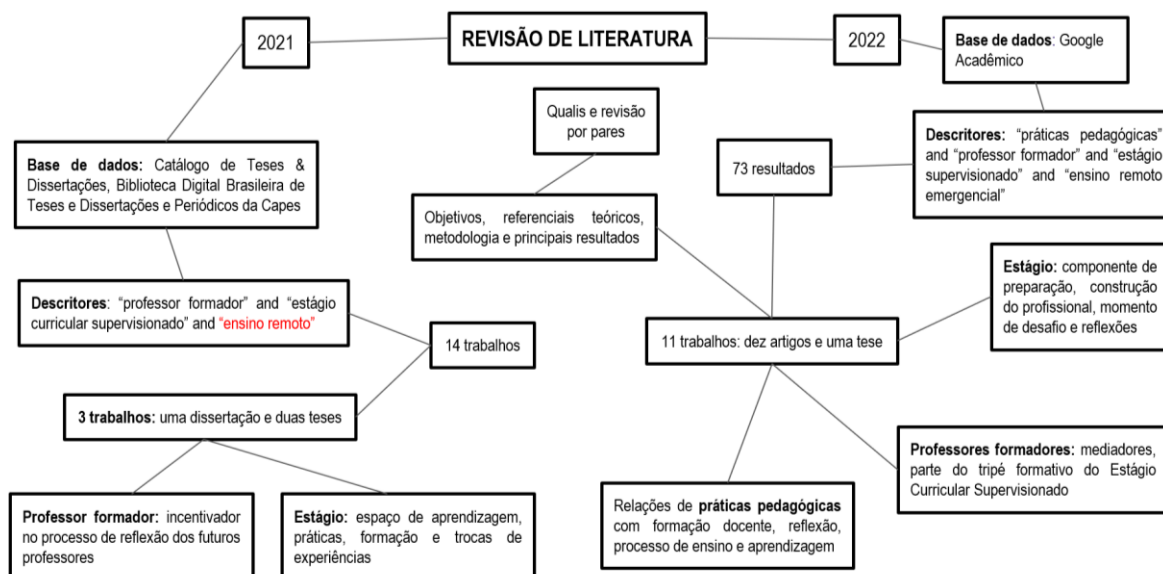 REVISÃO DE LITERATURA
2021
Base de dados: Catálogo de Teses &
Dissertações, Biblioteca Digital Brasileira de
Teses e Dissertações e Periódicos da Capes
Descritores: “professor formador” and “estágio
curricular supervisionado” and “ensino remoto”
14 trabalhos
3 trabalhos: uma dissertação e duas teses
Professor formador: incentivador
no processo de reflexão dos futuros
professores
Estágio: espaço de aprendizagem,
práticas, formação e trocas de
experiências
2022
Base de dados: Google
Acadêmico
Descritores: “práticas pedagógicas”
and “professor formador” and “estágio
supervisionado” and “ensino remoto
emergencial”
73 resultados
Qualis e revisão
por pares
Objetivos, referenciais teóricos,
metodologia e principais resultados
11 trabalhos: dez artigos e uma tese
Estágio: componente de
preparação, construção
do profissional, momento
de desafio e reflexões
Professores formadores: mediadores,
parte do tripé formativo do Estágio
Curricular Supervisionado
Relações de práticas pedagógicas
com formação docente, reflexão,
processo de ensino e aprendizagem